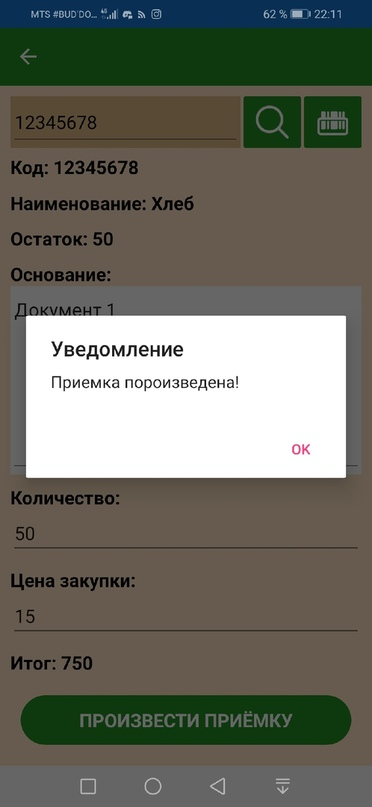 MTS #BUD'DO... 4G 62 % 22:11
12345678
Код: 12345678
Наименование: Хлеб
Остаток: 50
Основание:
Документ 1
Уведомление
Приемка пороизведена!
OK
Количество:
50
Цена закупки:
15
Итог: 750
ПРОИЗВЕСТИ ПРИЁМКУ